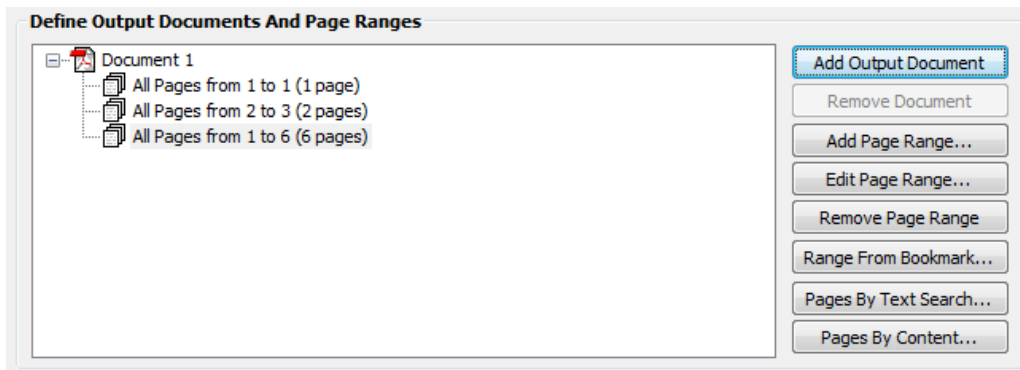 Define Output Documents And Page Ranges
Document 1
All Pages from 1 to 1 (1 page)
All Pages from 2 to 3 (2 pages)
All Pages from 1 to 6 (6 pages)
Add Output Document
Remove Document
Add Page Range...
Edit Page Range...
Remove Page Range
Range From Bookmark...
Pages By Text Search...
Pages By Content...